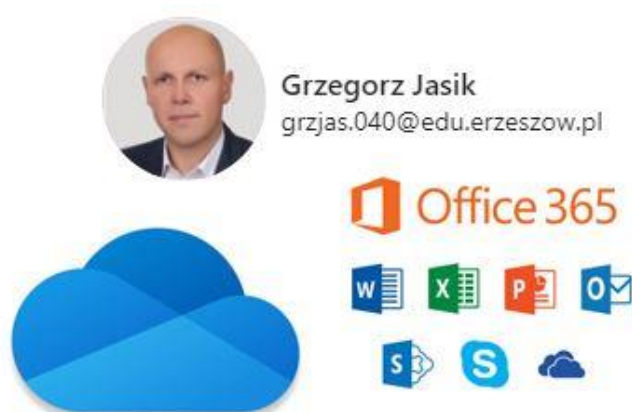 Grzegorz Jasik
grzjas.040@edu.erzeszow.pl
Office 365
W X P O
S S